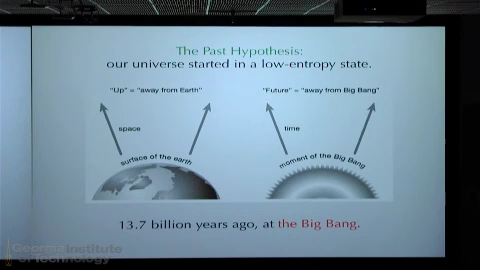 The Past Hypothesis:
our universe started in a low-entropy state.
"Up" = "away from Earth"
"Future" = "away from Big Bang"
space
time
surface of the earth
moment of the Big Bang
13.7 billion years ago, at the Big Bang.
Georgia Institute
of Technology